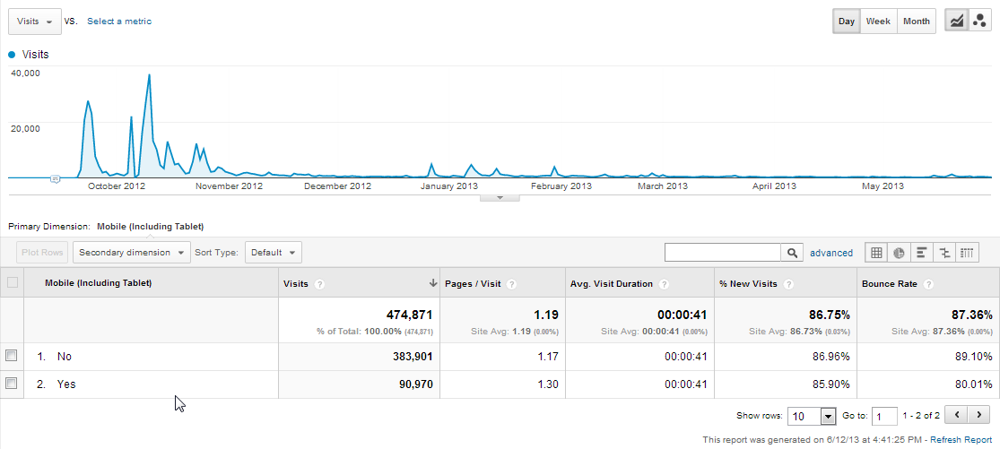 Visits VS. Select a metric Day Week Month
Visits
40,000
20,000
October 2012 November 2012 December 2012 January 2013 February 2013 March 2013 April 2013 May 2013
Primary Dimension: Mobile (Including Tablet)
Plot Rows Secondary dimension Sort Type: Default advanced
Mobile (Including Tablet) Visits ? Pages / Visit ? Avg. Visit Duration ? % New Visits ? Bounce Rate ?
474,871 1.19 00:00:41 86.75% 87.36%
% of Total: 100.00% (474,871) Site Avg: 1.19 (0.00%) Site Avg: 00:00:41 (0.00%) Site Avg: 86.73% (0.03%) Site Avg: 87.36% (0.00%)
1. No 383,901 1.17 00:00:41 86.96% 89.10%
2. Yes 90,970 1.30 00:00:41 85.90% 80.01%
Show rows: 10 Go to: 1 1 - 2 of 2
This report was generated on 6/12/13 at 4:41:25 PM - Refresh Report